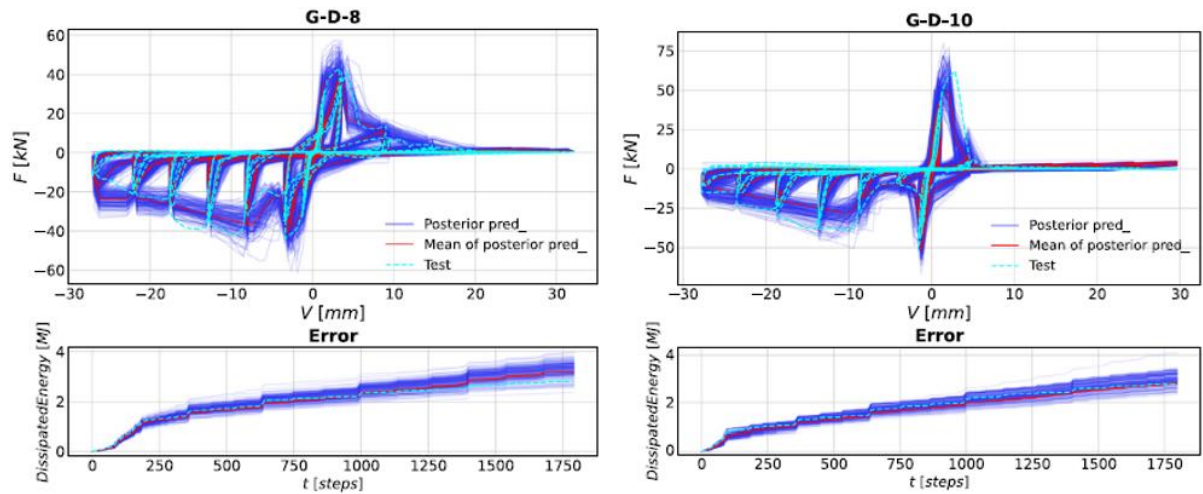 G-D-8
F [kN]
60
40
20
0
−20
−40
−60
Posterior pred_
Mean of posterior pred_
Test
−30 −20 −10 0 10 20 30
V [mm]
Error
DissipatedEnergy [MJ]
4
2
0
0 250 500 750 1000 1250 1500 1750
t [steps]
G-D-10
F [kN]
75
50
25
0
−25
−50
Posterior pred_
Mean of posterior pred_
Test
−30 −20 −10 0 10 20 30
V [mm]
Error
DissipatedEnergy [MJ]
4
2
0
0 250 500 750 1000 1250 1500 1750
t [steps]